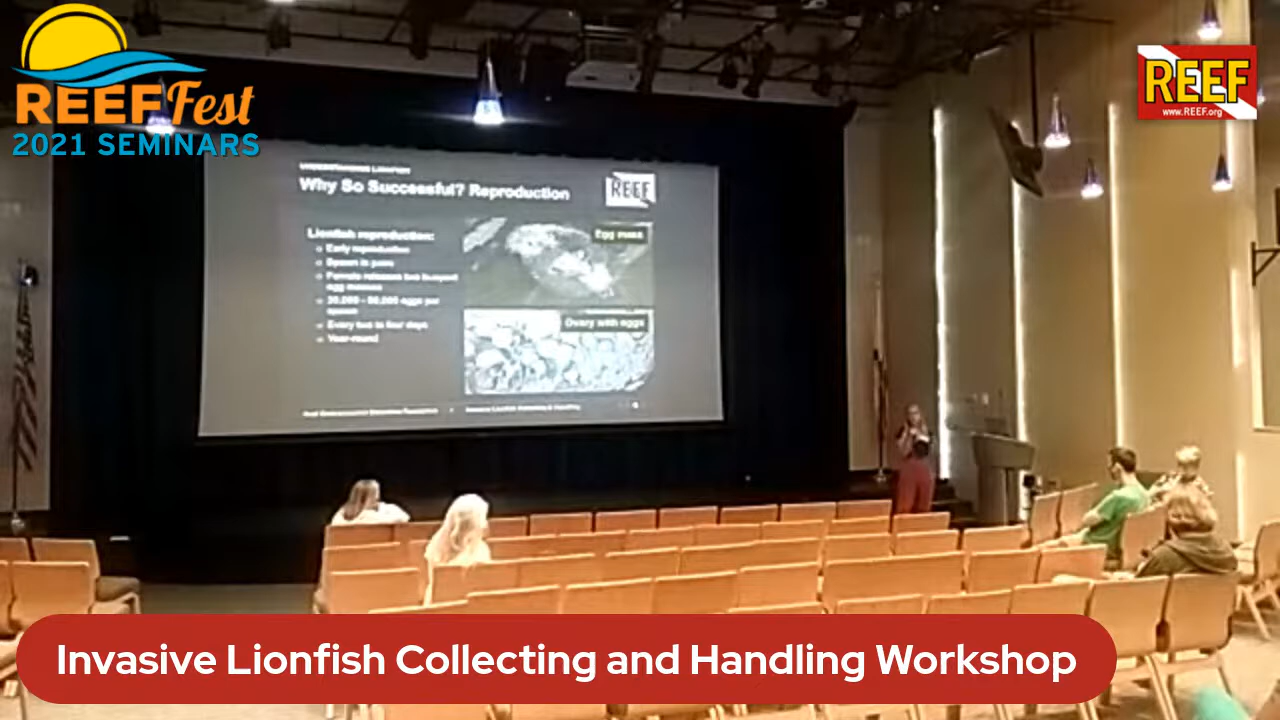 REEF Fest
2021 SEMINARS
REEF
www.REEF.org
UNDERSTANDING LIONFISH
Why So Successful? Reproduction
REEF
Lionfish reproduction:
Early reproduction
Spawn in pairs
Female releases two buoyant
egg masses
Egg mass
Ovary with eggs
spawn
Every two to four days
Year-round
Invasive Lionfish Collecting and Handling Workshop